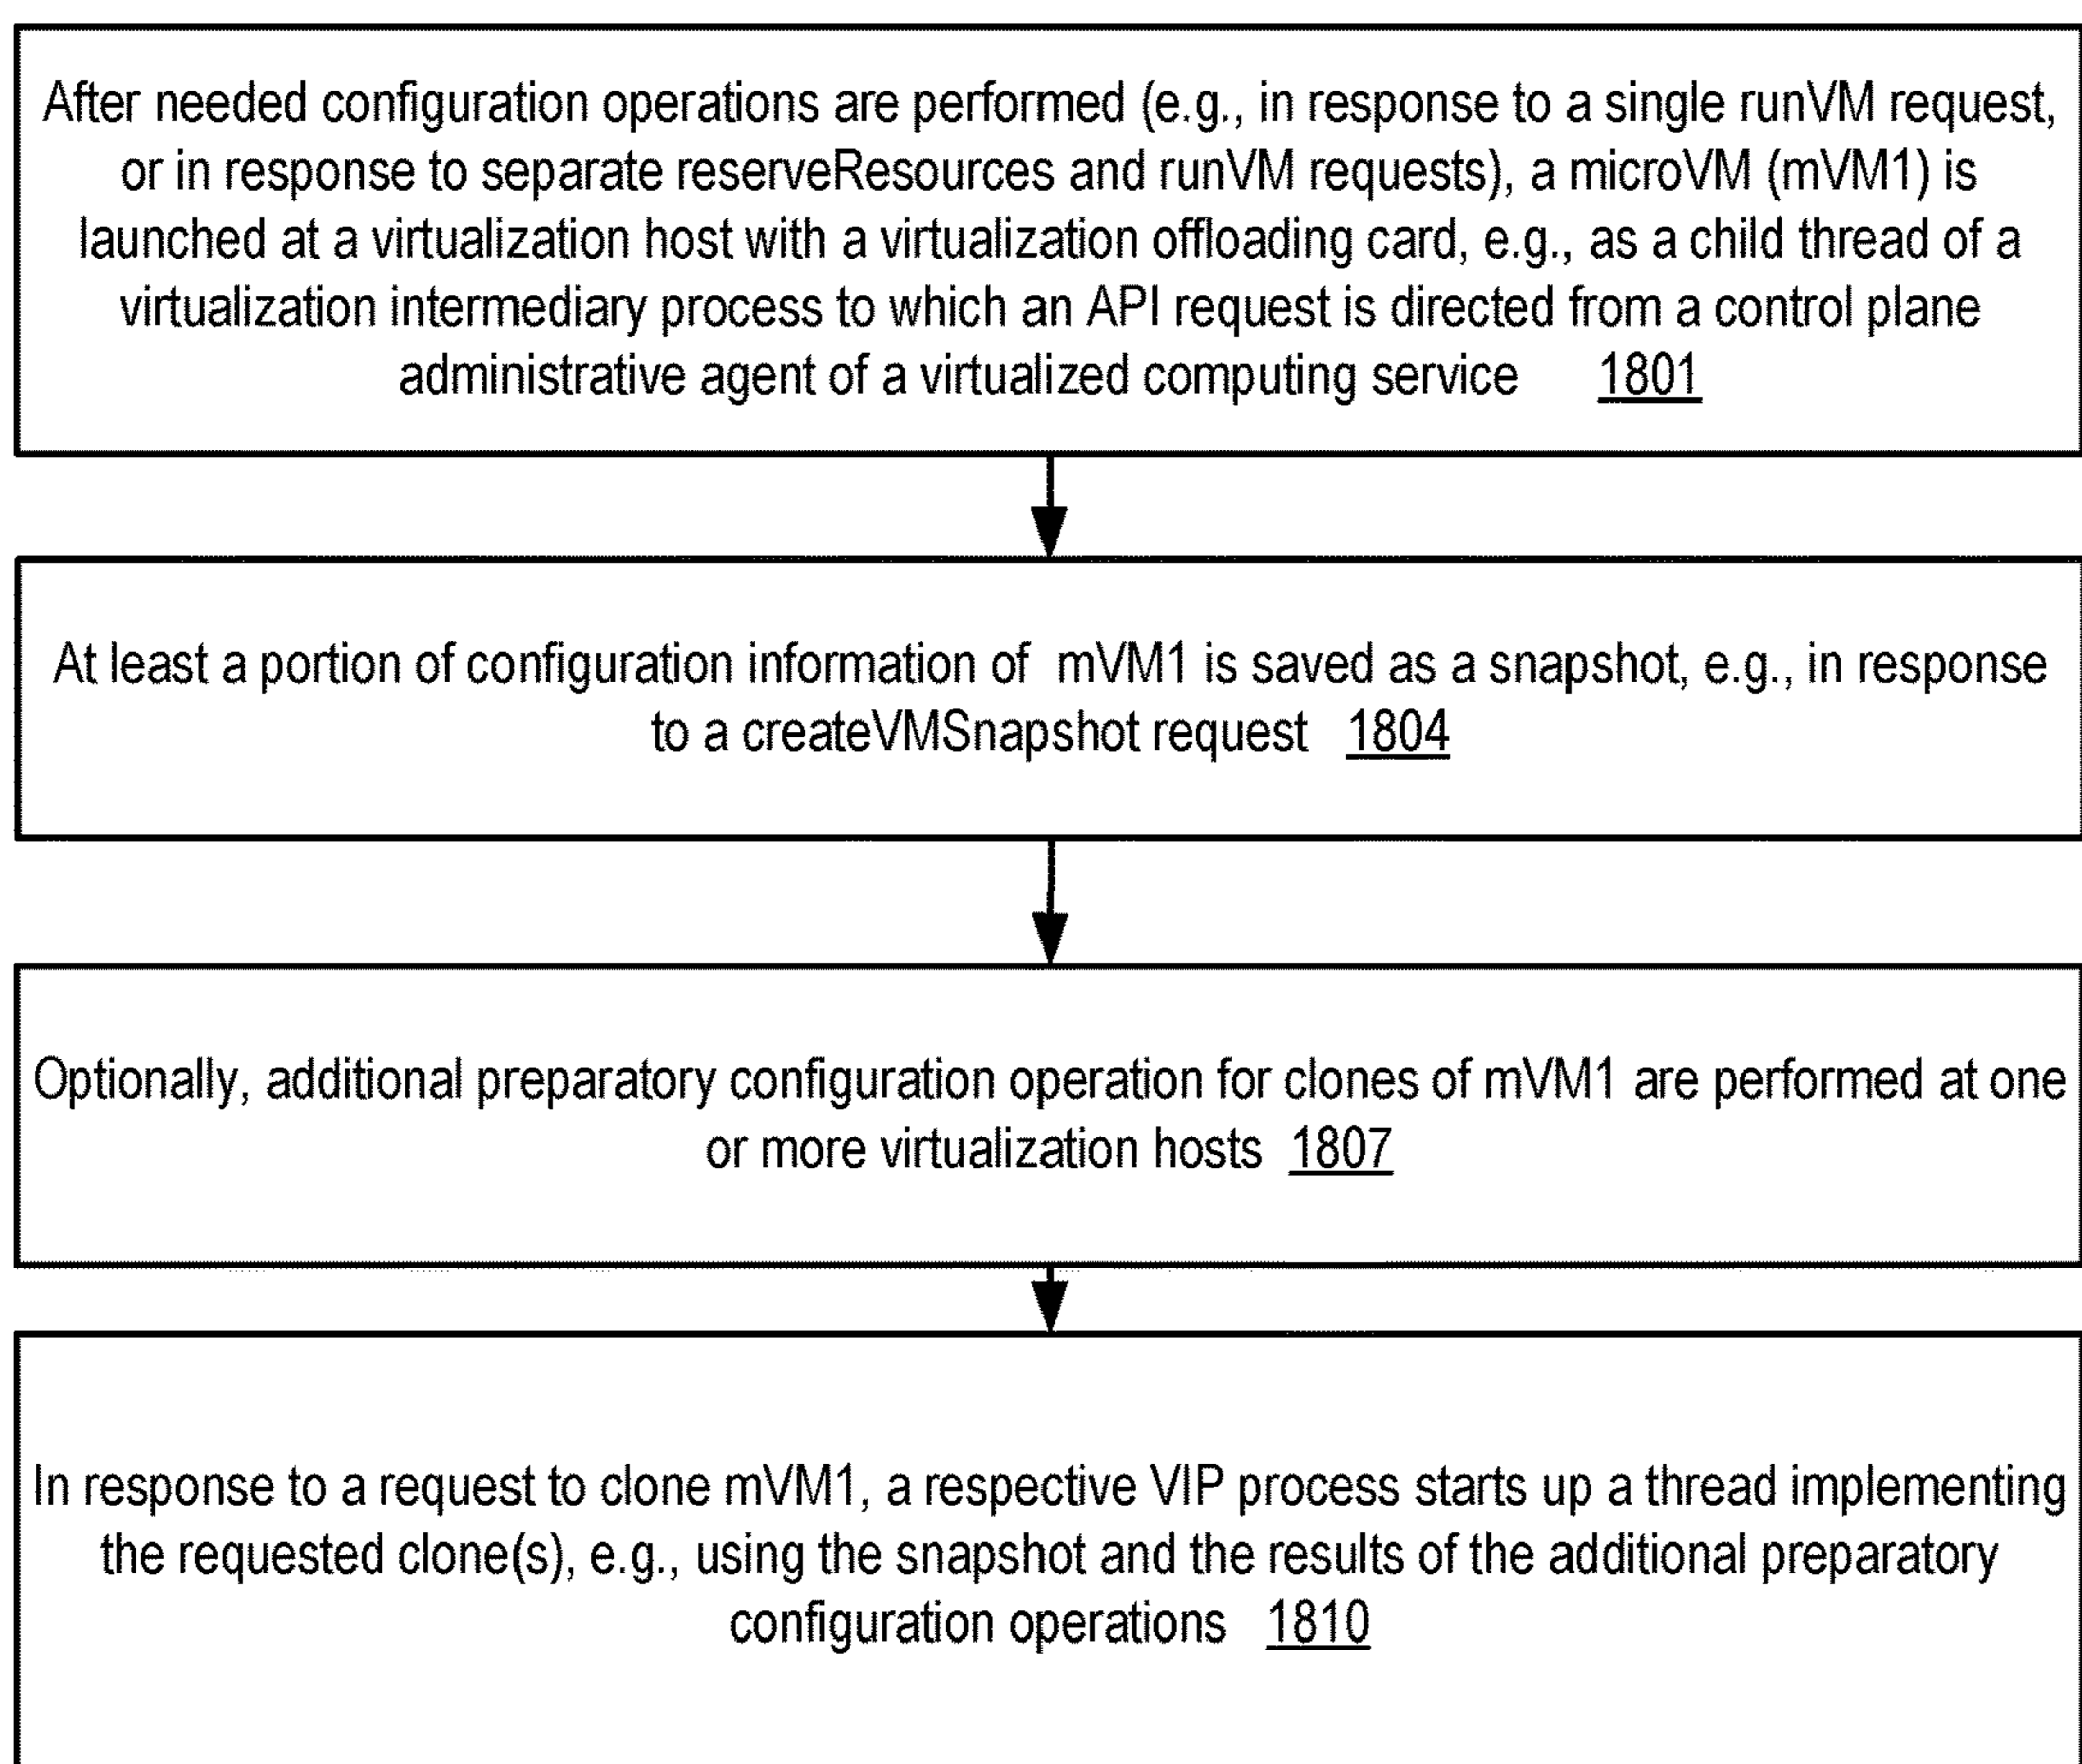 After needed configuration operations are performed (e.g., in response to a single runVM request,
or in response to separate reserveResources and runVM requests), a microVM (mVM1) is
launched at a virtualization host with a virtualization offloading card, e.g., as a child thread of a
virtualization intermediary process to which an API request is directed from a control plane
administrative agent of a virtualized computing service 1801
At least a portion of configuration information of mVM1 is saved as a snapshot, e.g., in response
to a createVMSnapshot request 1804
Optionally, additional preparatory configuration operation for clones of mVM1 are performed at one
or more virtualization hosts 1807
In response to a request to clone mVM1, a respective VIP process starts up a thread implementing
the requested clone(s), e.g., using the snapshot and the results of the additional preparatory
configuration operations 1810